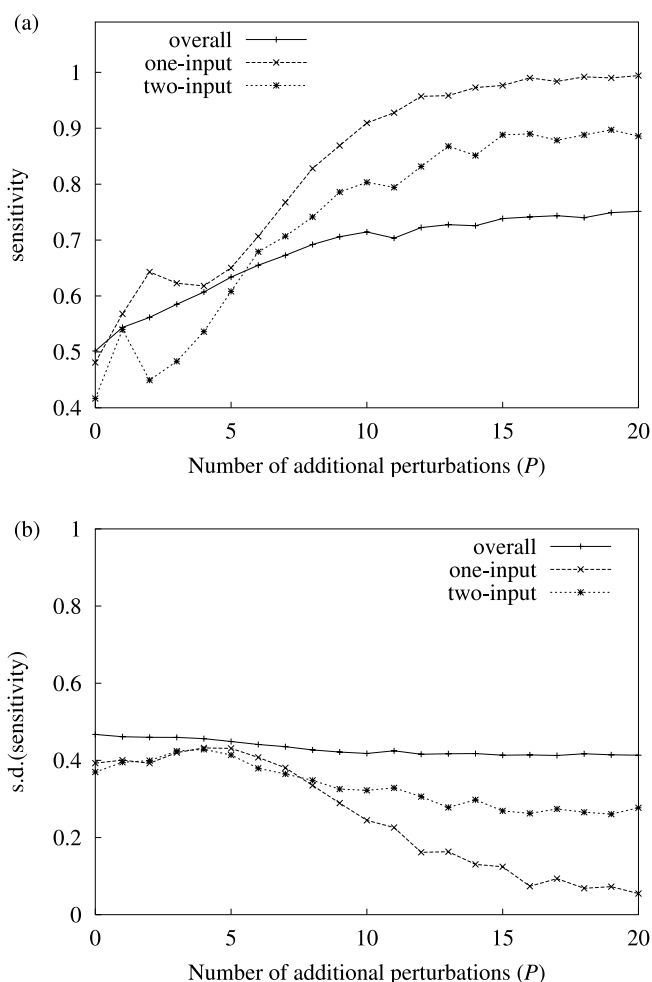 (a)
overall
one-input
two-input
sensitivity
1
0.9
0.8
0.7
0.6
0.5
0.4
0
5
10
15
20
Number of additional perturbations (P)
(b)
overall
one-input
two-input
s.d.(sensitivity)
1
0.8
0.6
0.4
0.2
0
0
5
10
15
20
Number of additional perturbations (P)